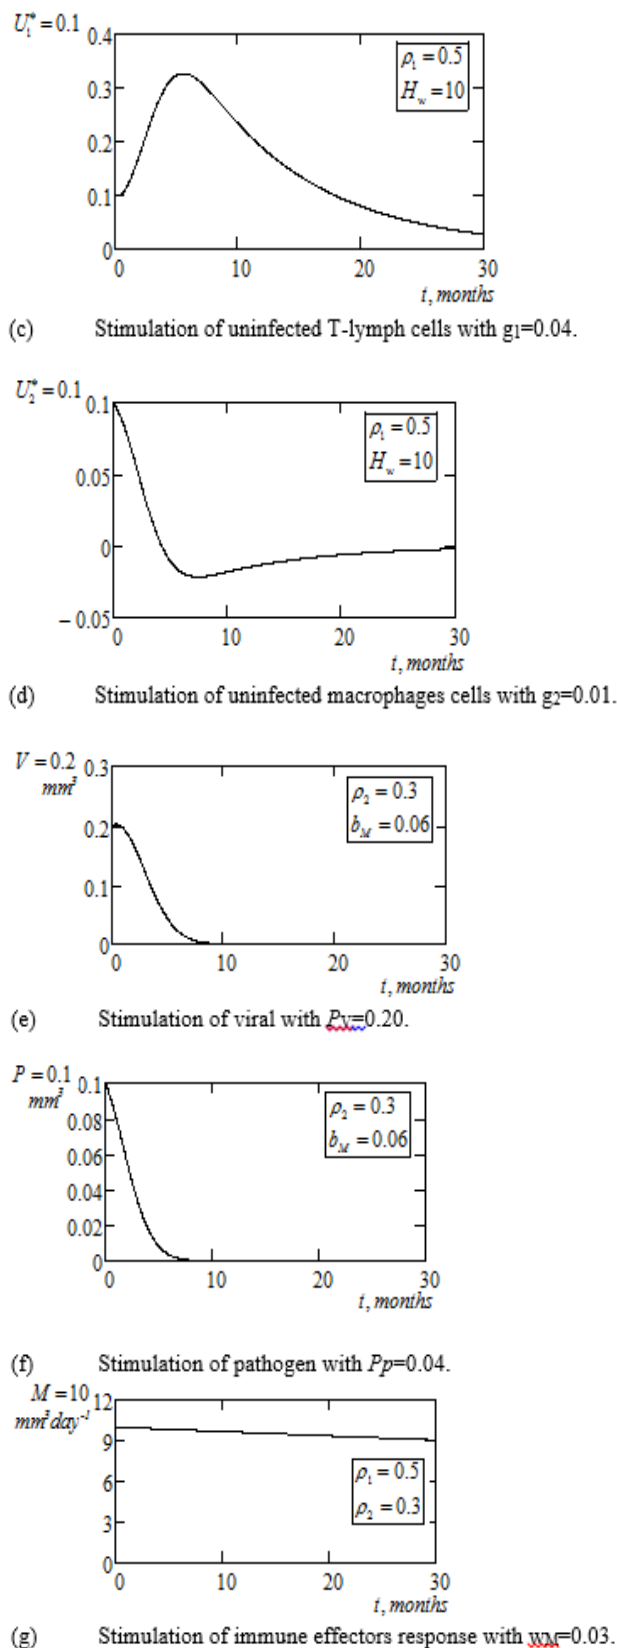 U₁* = 0.1
0.4
0.3
0.2
0.1
0
ρ₁ = 0.5
H_w = 10
0 10 20 30
t, months
(c) Stimulation of uninfected T-lymph cells with g1=0.04.
U₂* = 0.1
0.1
0.05
0
−0.05
ρ₁ = 0.5
H_w = 10
0 10 20 30
t, months
(d) Stimulation of uninfected macrophages cells with g2=0.01.
V = 0.2
mm³
0.3
0.2
0.1
0
ρ₂ = 0.3
b_M = 0.06
0 10 20 30
t, months
(e) Stimulation of viral with Pv=0.20.
P = 0.1
mm³
0.1
0.08
0.06
0.04
0.02
0
ρ₂ = 0.3
b_M = 0.06
0 10 20 30
t, months
(f) Stimulation of pathogen with Pp=0.04.
M = 10
mm³day⁻¹
12
9
6
3
0
ρ₁ = 0.5
ρ₂ = 0.3
0 10 20 30
t, months
(g) Stimulation of immune effectors response with wM=0.03.